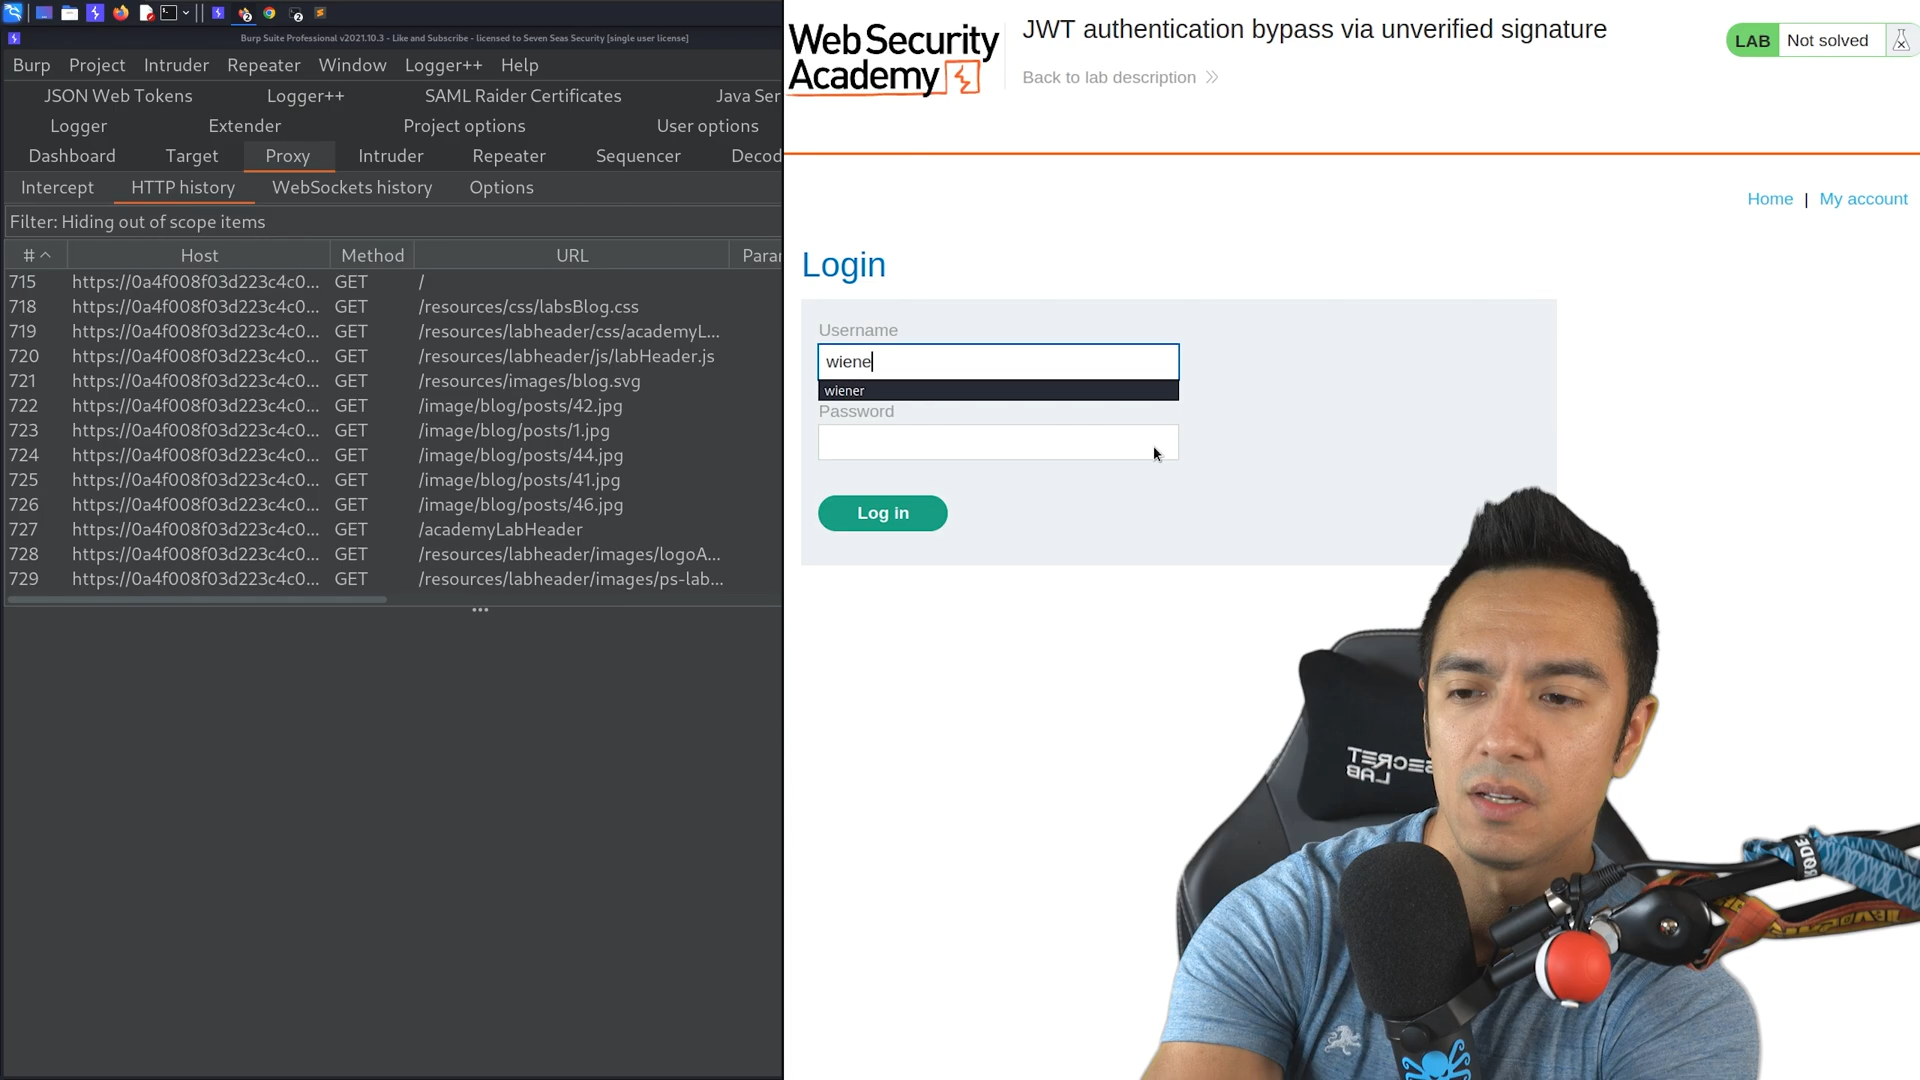 Burp Suite Professional v2021.10.3 - Like and Subscribe - licensed to Seven Seas Security [single user license]
Burp Project Intruder Repeater Window Logger++ Help
JSON Web Tokens Logger++ SAML Raider Certificates Java Ser
Logger Extender Project options User options
Dashboard Target Proxy Intruder Repeater Sequencer Decod
Intercept HTTP history WebSockets history Options
Filter: Hiding out of scope items
# Host Method URL Parar
715 https://0a4f008f03d223c4c0... GET /
718 https://0a4f008f03d223c4c0... GET /resources/css/labsBlog.css
719 https://0a4f008f03d223c4c0... GET /resources/labheader/css/academyL...
720 https://0a4f008f03d223c4c0... GET /resources/labheader/js/labHeader.js
721 https://0a4f008f03d223c4c0... GET /resources/images/blog.svg
722 https://0a4f008f03d223c4c0... GET /image/blog/posts/42.jpg
723 https://0a4f008f03d223c4c0... GET /image/blog/posts/1.jpg
724 https://0a4f008f03d223c4c0... GET /image/blog/posts/44.jpg
725 https://0a4f008f03d223c4c0... GET /image/blog/posts/41.jpg
726 https://0a4f008f03d223c4c0... GET /image/blog/posts/46.jpg
727 https://0a4f008f03d223c4c0... GET /academyLabHeader
728 https://0a4f008f03d223c4c0... GET /resources/labheader/images/logoA...
729 https://0a4f008f03d223c4c0... GET /resources/labheader/images/ps-lab...
Web Security
Academy
JWT authentication bypass via unverified signature
Back to lab description
LAB Not solved
Home | My account
Login
Username
wiene
wiener
Password
Log in
SECRET
LAB